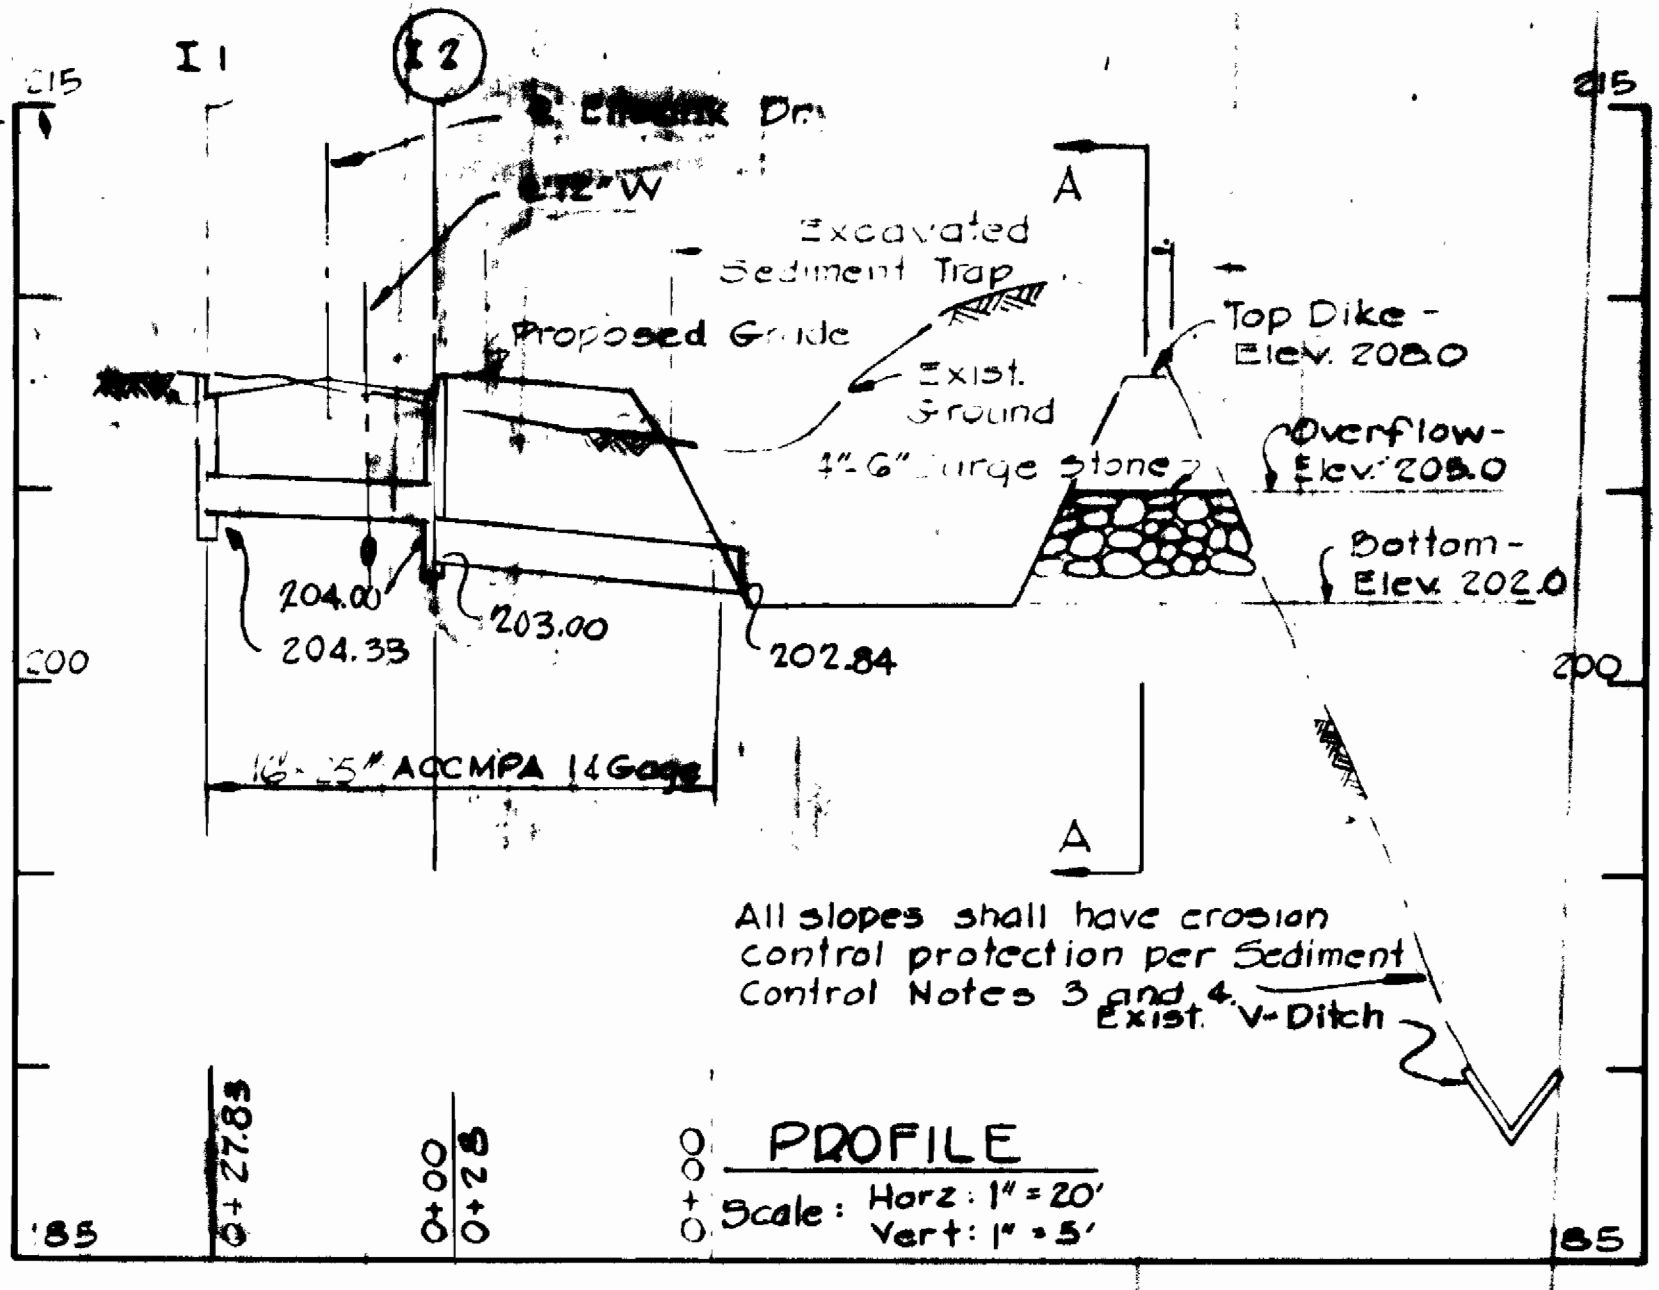 I 1
I 2
215
215
Dr.
12" W
A
Excavated
Sediment Trap
Proposed Grade
Top Dike -
Elev. 208.0
Exist.
Ground
Overflow-
Elev. 205.0
4"-6" Surge Stone
Bottom -
Elev. 202.0
204.00
203.00
204.33
202.84
200
200
ACCMPA 14 Gage
A
All slopes shall have erosion
control protection per Sediment
Control Notes 3 and 4.
Exist. V-Ditch
0+27.83
0+00
0+28
0+00
PROFILE
Scale: Horz: 1" = 20'
Vert: 1" = 5'
185
185